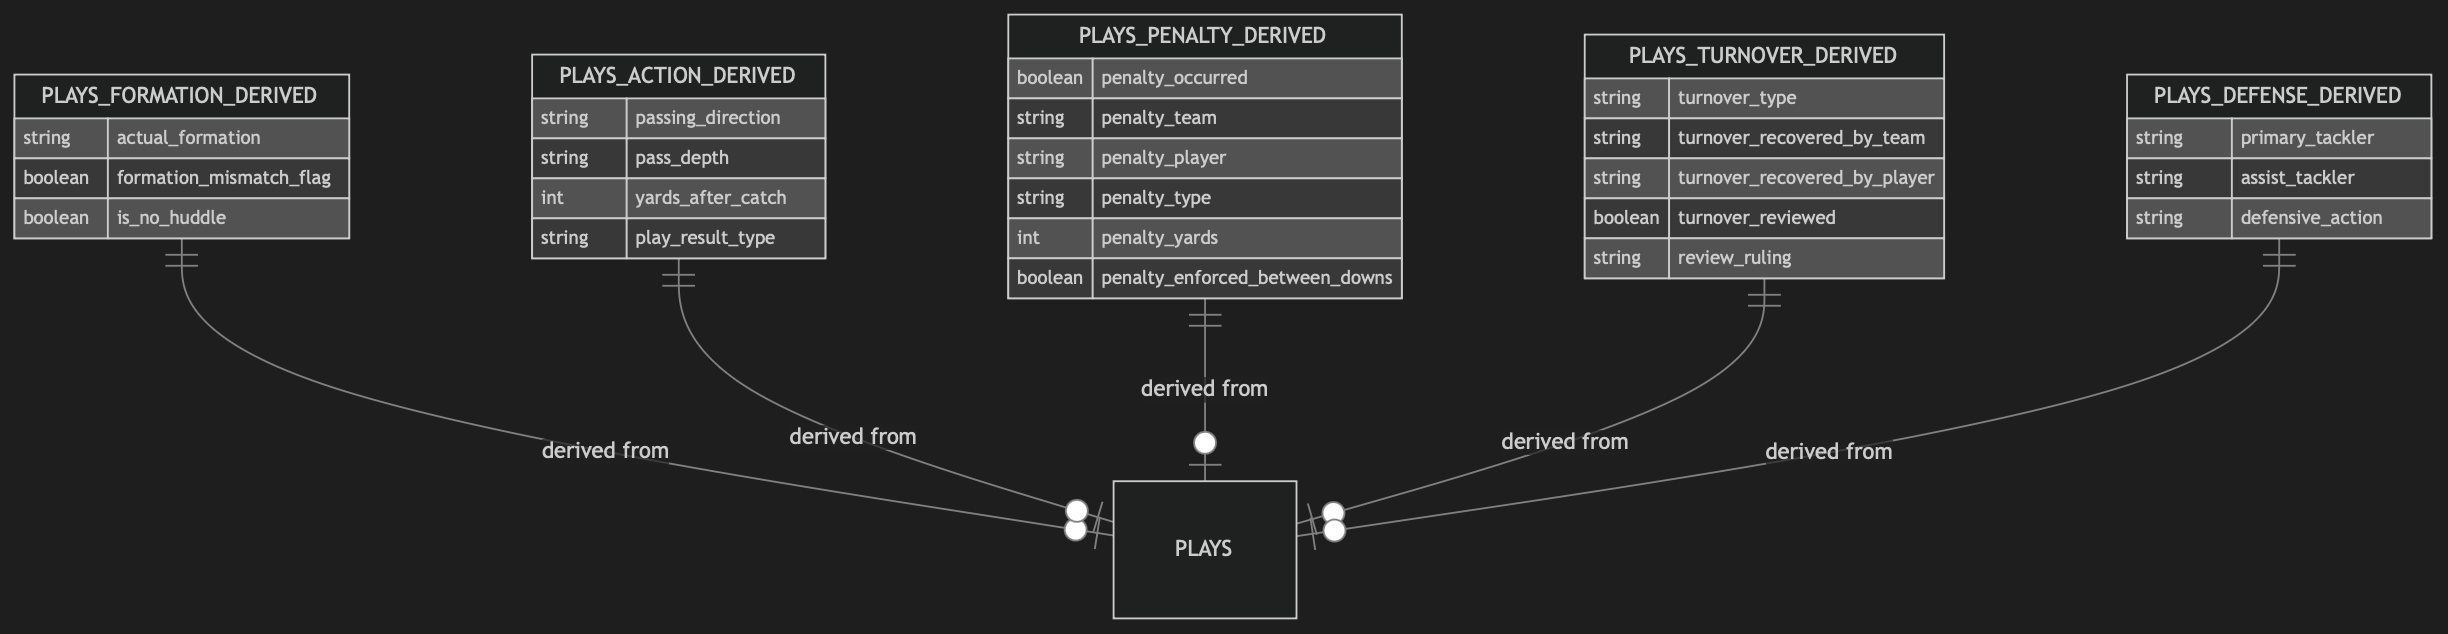 PLAYS_FORMATION_DERIVED
string actual_formation
boolean formation_mismatch_flag
boolean is_no_huddle
PLAYS_ACTION_DERIVED
string passing_direction
string pass_depth
int yards_after_catch
string play_result_type
PLAYS_PENALTY_DERIVED
boolean penalty_occurred
string penalty_team
string penalty_player
string penalty_type
int penalty_yards
boolean penalty_enforced_between_downs
PLAYS_TURNOVER_DERIVED
string turnover_type
string turnover_recovered_by_team
string turnover_recovered_by_player
boolean turnover_reviewed
string review_ruling
PLAYS_DEFENSE_DERIVED
string primary_tackler
string assist_tackler
string defensive_action
derived from
derived from
derived from
derived from
derived from
PLAYS